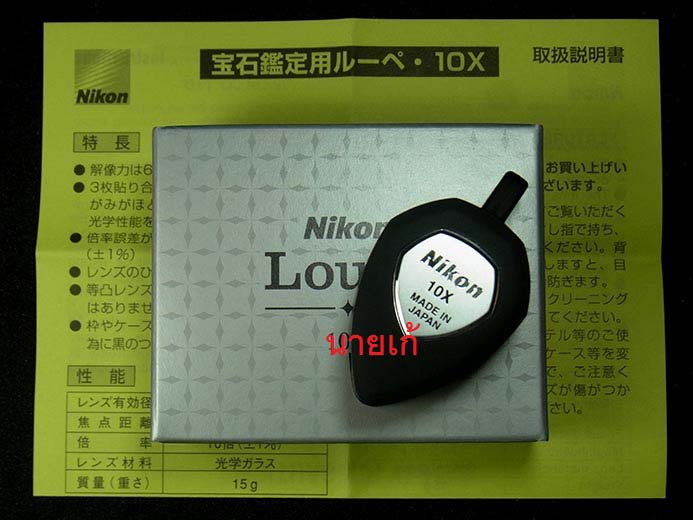 Nikon
宝石鑑定用ルーペ・10X
取扱説明書
特長
● 解像力は6
● 3枚貼り合
がみがほと
光学性能を
● 倍率誤差が
(±1%)
● レンズのひ
● 等凸レンズ
はありませ
● 枠やケース
為に黒のつ
性能
レンズ有効径
焦点距離
倍率 10倍(±1%)
レンズ材料 光学ガラス
質量(重さ) 15g
お買い上げい
ざいます。
ご覧いただく
し指で持ち、
ください。背
しますと、目
防ぎます。
クリーニング
てください。
テル等のご使
ケース等を変
で、ご注意く
ズが傷がつか
さい。
Nikon
Lou
10
Nikon
10X
MADE IN
JAPAN
นายเก้